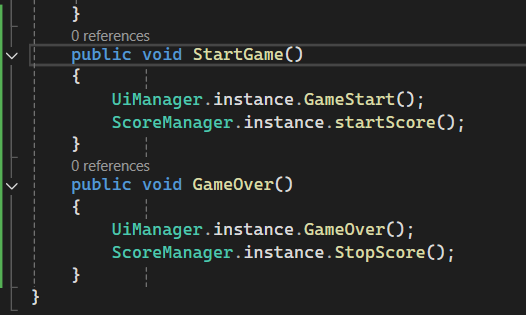 }
0 references
public void StartGame()
{
UiManager.instance.GameStart();
ScoreManager.instance.startScore();
}
0 references
public void GameOver()
{
UiManager.instance.GameOver();
ScoreManager.instance.StopScore();
}
}